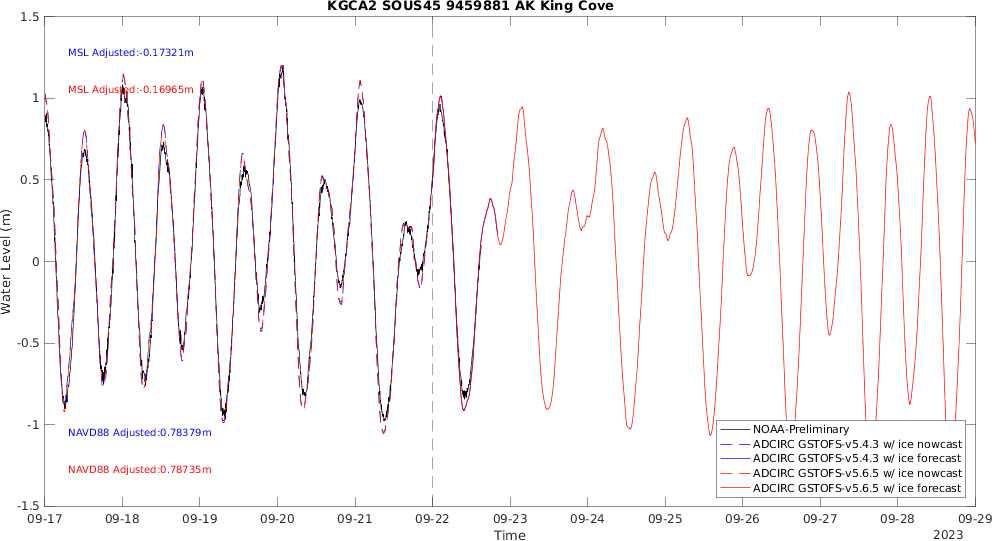 KGCA2 SOUS45 9459881 AK King Cove
1.5
1
0.5
0
-0.5
-1
-1.5
Water Level (m)
MSL Adjusted:-0.17321m
MSL Adjusted:-0.16965m
NAVD88 Adjusted:0.78379m
NAVD88 Adjusted:0.78735m
NOAA-Preliminary
ADCIRC GSTOFS-v5.4.3 w/ ice nowcast
ADCIRC GSTOFS-v5.4.3 w/ ice forecast
ADCIRC GSTOFS-v5.6.5 w/ ice nowcast
ADCIRC GSTOFS-v5.6.5 w/ ice forecast
09-17 09-18 09-19 09-20 09-21 09-22 09-23 09-24 09-25 09-26 09-27 09-28 09-29
Time
2023